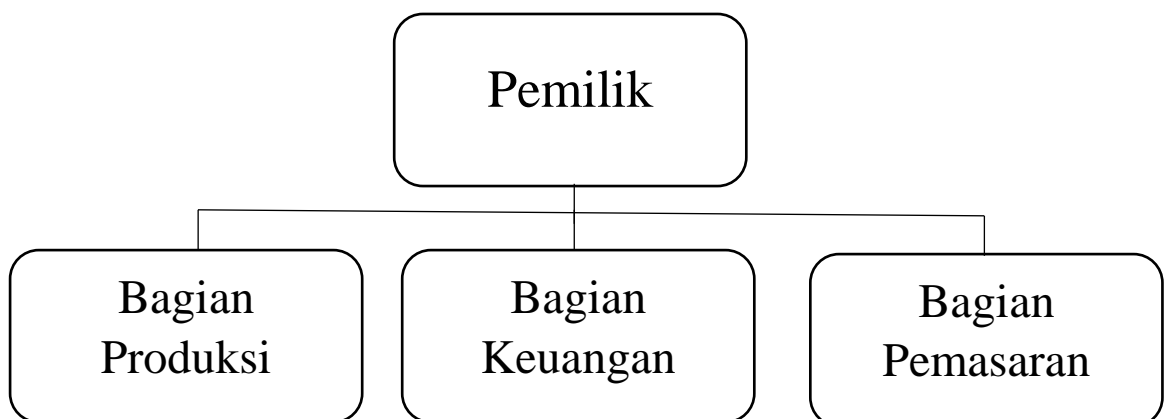 Pemilik
Bagian
Produksi
Bagian
Keuangan
Bagian
Pemasaran